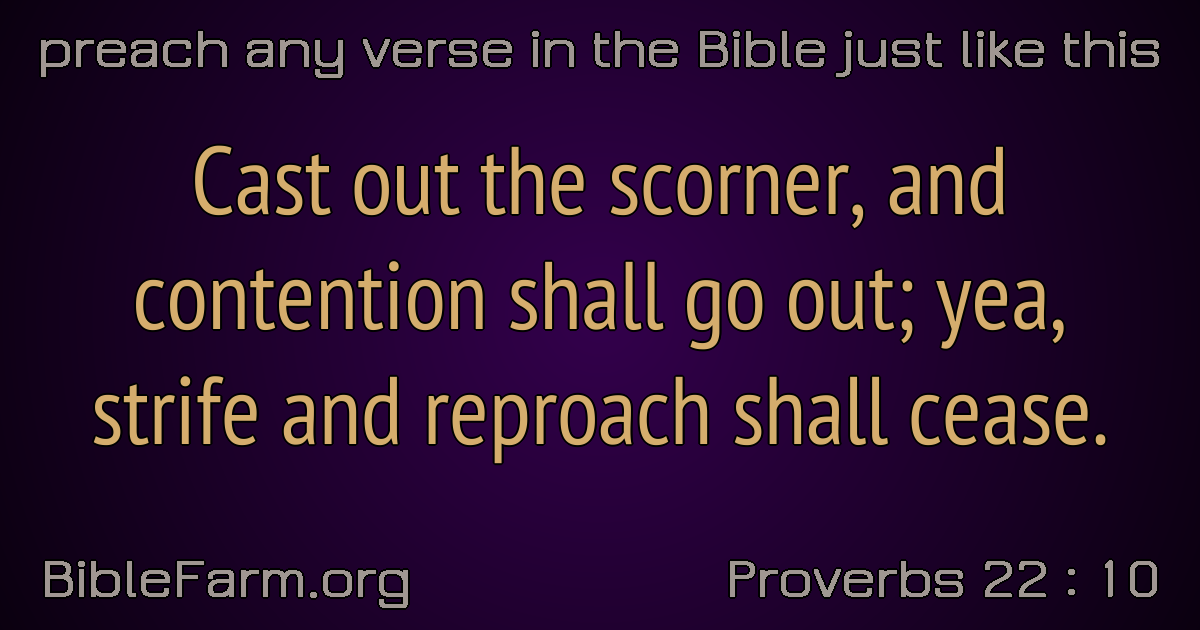 preach any verse in the Bible just like this
Cast out the scorner, and
contention shall go out; yea,
strife and reproach shall cease.
BibleFarm.org
Proverbs 22 : 10